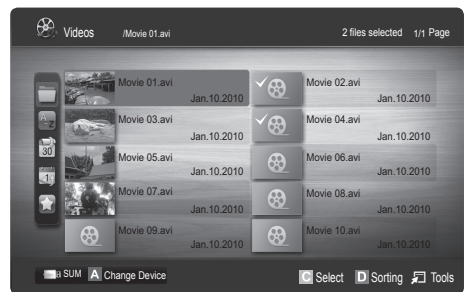 Videos /Movie 01.avi 2 files selected 1/1 Page
Movie 01.avi Movie 02.avi
Jan.10.2010 Jan.10.2010
Movie 03.avi Movie 04.avi
Jan.10.2010 Jan.10.2010
Movie 05.avi Movie 06.avi
Jan.10.2010 Jan.10.2010
Movie 07.avi Movie 08.avi
Jan.10.2010 Jan.10.2010
Movie 09.avi Movie 10.avi
Jan.10.2010 Jan.10.2010
30
1
SUM A Change Device C Select D Sorting Tools